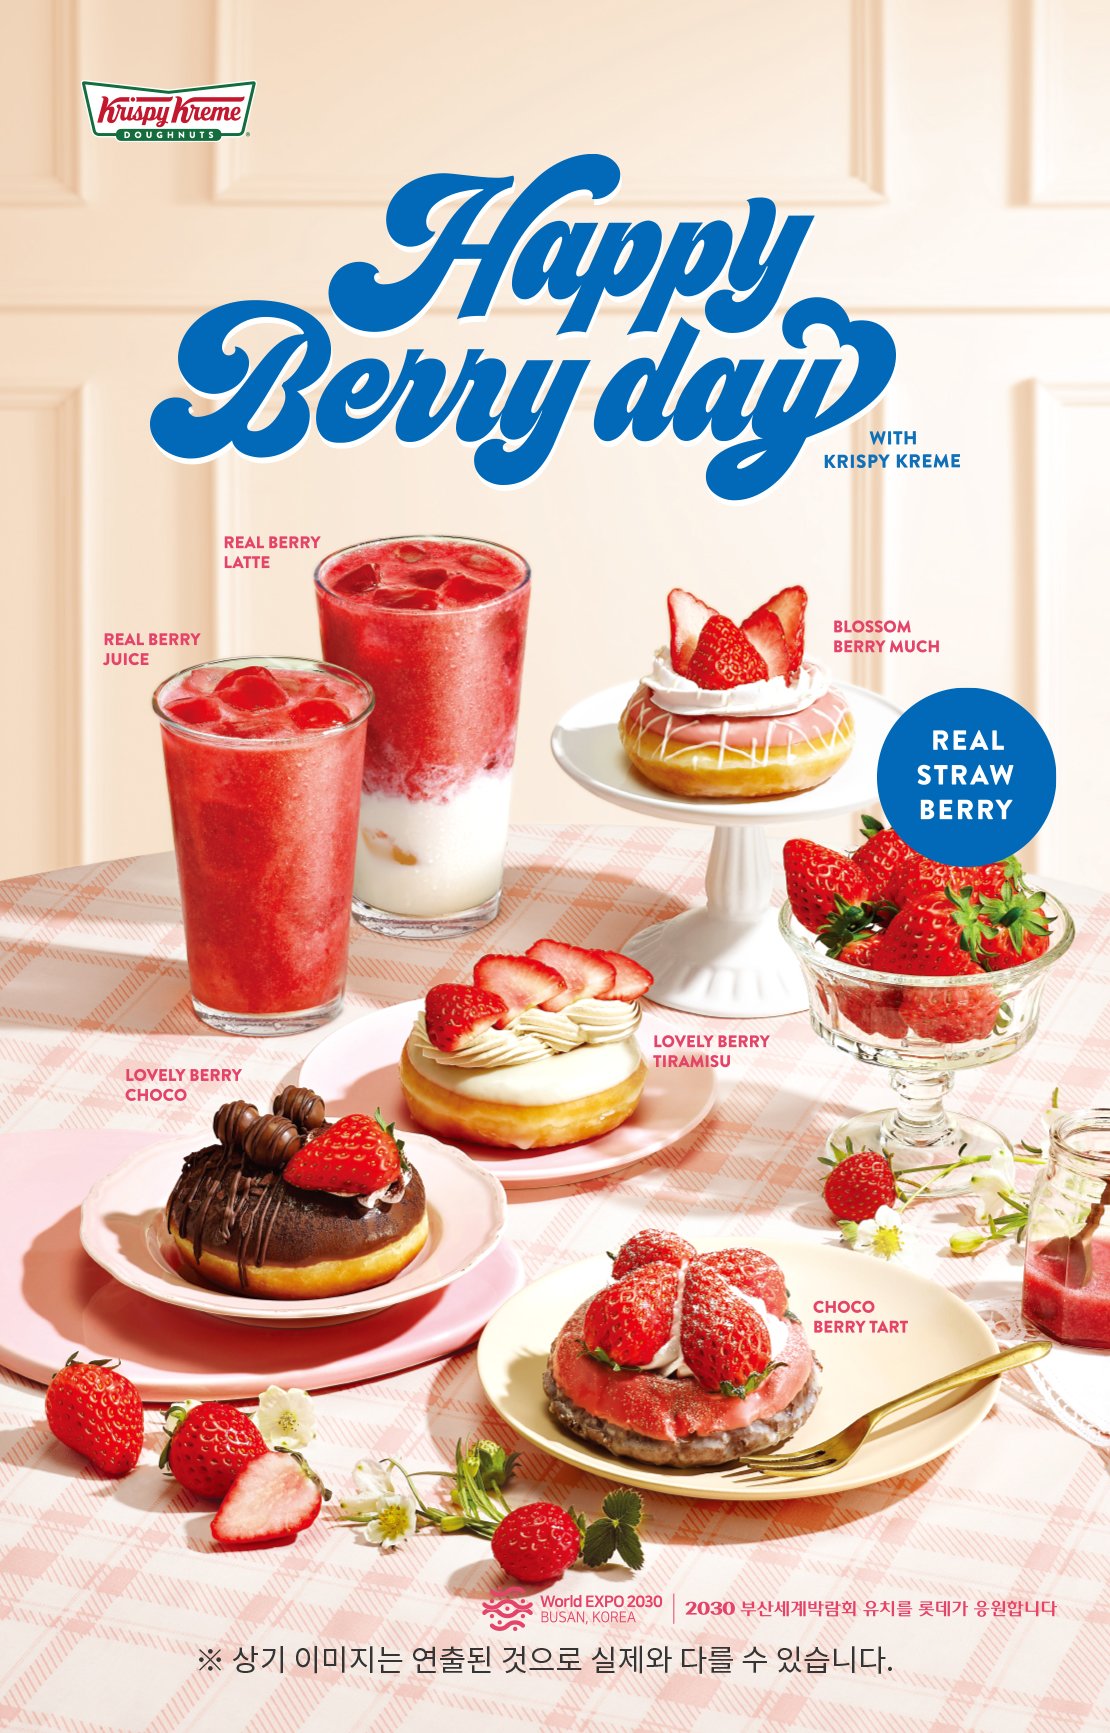 Krispy Kreme
DOUGHNUTS
Happy
Berry day
WITH
KRISPY KREME
REAL BERRY
LATTE
REAL BERRY
JUICE
BLOSSOM
BERRY MUCH
REAL
STRAW
BERRY
LOVELY BERRY
TIRAMISU
LOVELY BERRY
CHOCO
CHOCO
BERRY TART
World EXPO 2030
BUSAN, KOREA
2030 부산세계박람회 유치를 롯데가 응원합니다
※ 상기 이미지는 연출된 것으로 실제와 다를 수 있습니다.